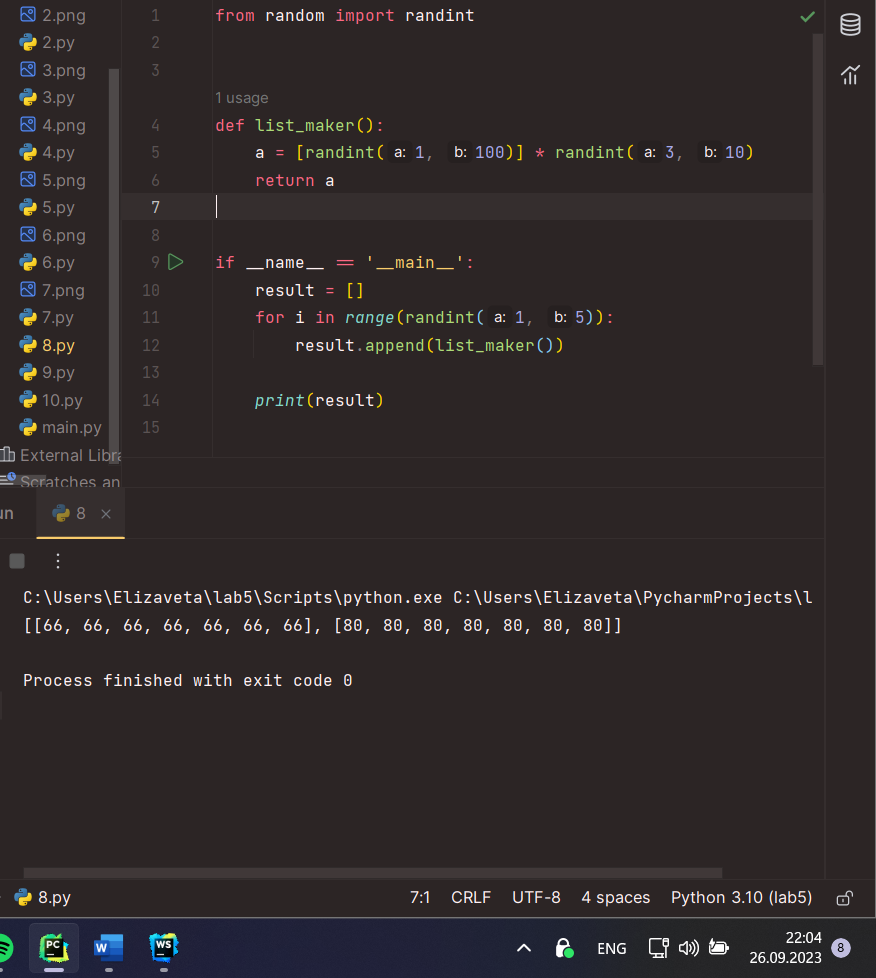 2.png
2.py
3.png
3.py
4.png
4.py
5.png
5.py
6.png
6.py
7.png
7.py
8.py
9.py
10.py
main.py
External Libra
Scratches an
1 from random import randint
2
3
1 usage
4 def list_maker():
5 a = [randint( a: 1, b: 100)] * randint( a: 3, b: 10)
6 return a
7
8
9 if __name__ == '__main__':
10 result = []
11 for i in range(randint( a: 1, b: 5)):
12 result.append(list_maker())
13
14 print(result)
15
un 8 ×
C:\Users\Elizaveta\lab5\Scripts\python.exe C:\Users\Elizaveta\PycharmProjects\l
[[66, 66, 66, 66, 66, 66, 66], [80, 80, 80, 80, 80, 80, 80]]
Process finished with exit code 0
8.py 7:1 CRLF UTF-8 4 spaces Python 3.10 (lab5)
PC W WS ENG 22:04 8
26.09.2023